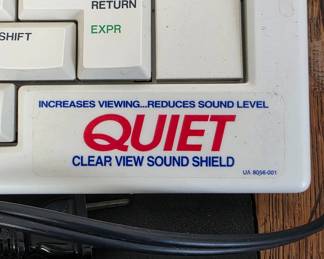 RETURN
SHIFT
EXPR
INCREASES VIEWING...REDUCES SOUND LEVEL
QUIET
CLEAR VIEW SOUND SHIELD
UA 8056-001